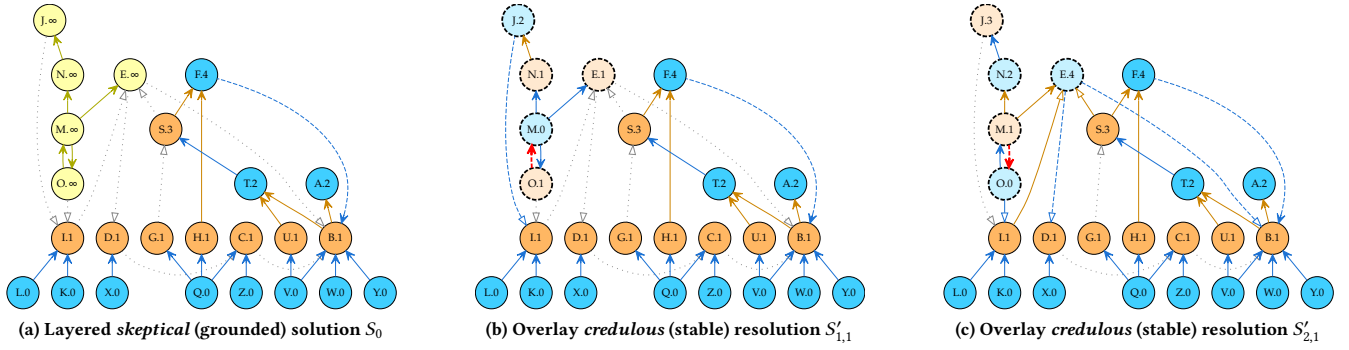 J.∞
N.∞ E.∞ F.4
M.∞ S.3
O.∞ T.2 A.2
I.1 D.1 G.1 H.1 C.1 U.1 B.1
L.0 K.0 X.0 Q.0 Z.0 V.0 W.0 Y.0
(a) Layered skeptical (grounded) solution S₀
J.2
N.1 E.1 F.4
M.0 S.3
O.1 T.2 A.2
I.1 D.1 G.1 H.1 C.1 U.1 B.1
L.0 K.0 X.0 Q.0 Z.0 V.0 W.0 Y.0
(b) Overlay credulous (stable) resolution S′₁,₁
J.3
N.2 E.4 F.4
M.1 S.3
O.0 T.2 A.2
I.1 D.1 G.1 H.1 C.1 U.1 B.1
L.0 K.0 X.0 Q.0 Z.0 V.0 W.0 Y.0
(c) Overlay credulous (stable) resolution S′₂,₁